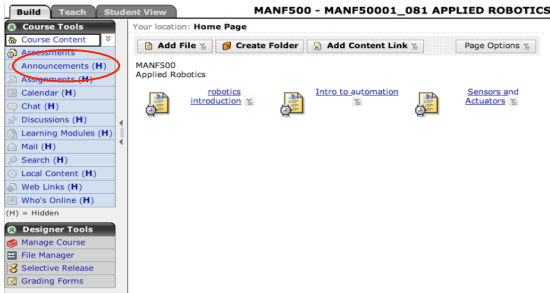 Build Teach Student View MANF500 - MANF50001_081 APPLIED ROBOTICS
Course Tools
Course Content
Assessments
Announcements (H)
Assignments (H)
Calendar (H)
Chat (H)
Discussions (H)
Learning Modules (H)
Mail (H)
Search (H)
Local Content (H)
Web Links (H)
Who's Online (H)
(H) = Hidden
Designer Tools
Manage Course
File Manager
Selective Release
Grading Forms
Your location: Home Page
Add File Create Folder Add Content Link Page Options
MANF500
Applied Robotics
robotics
introduction
Intro to automation
Sensors and
Actuators